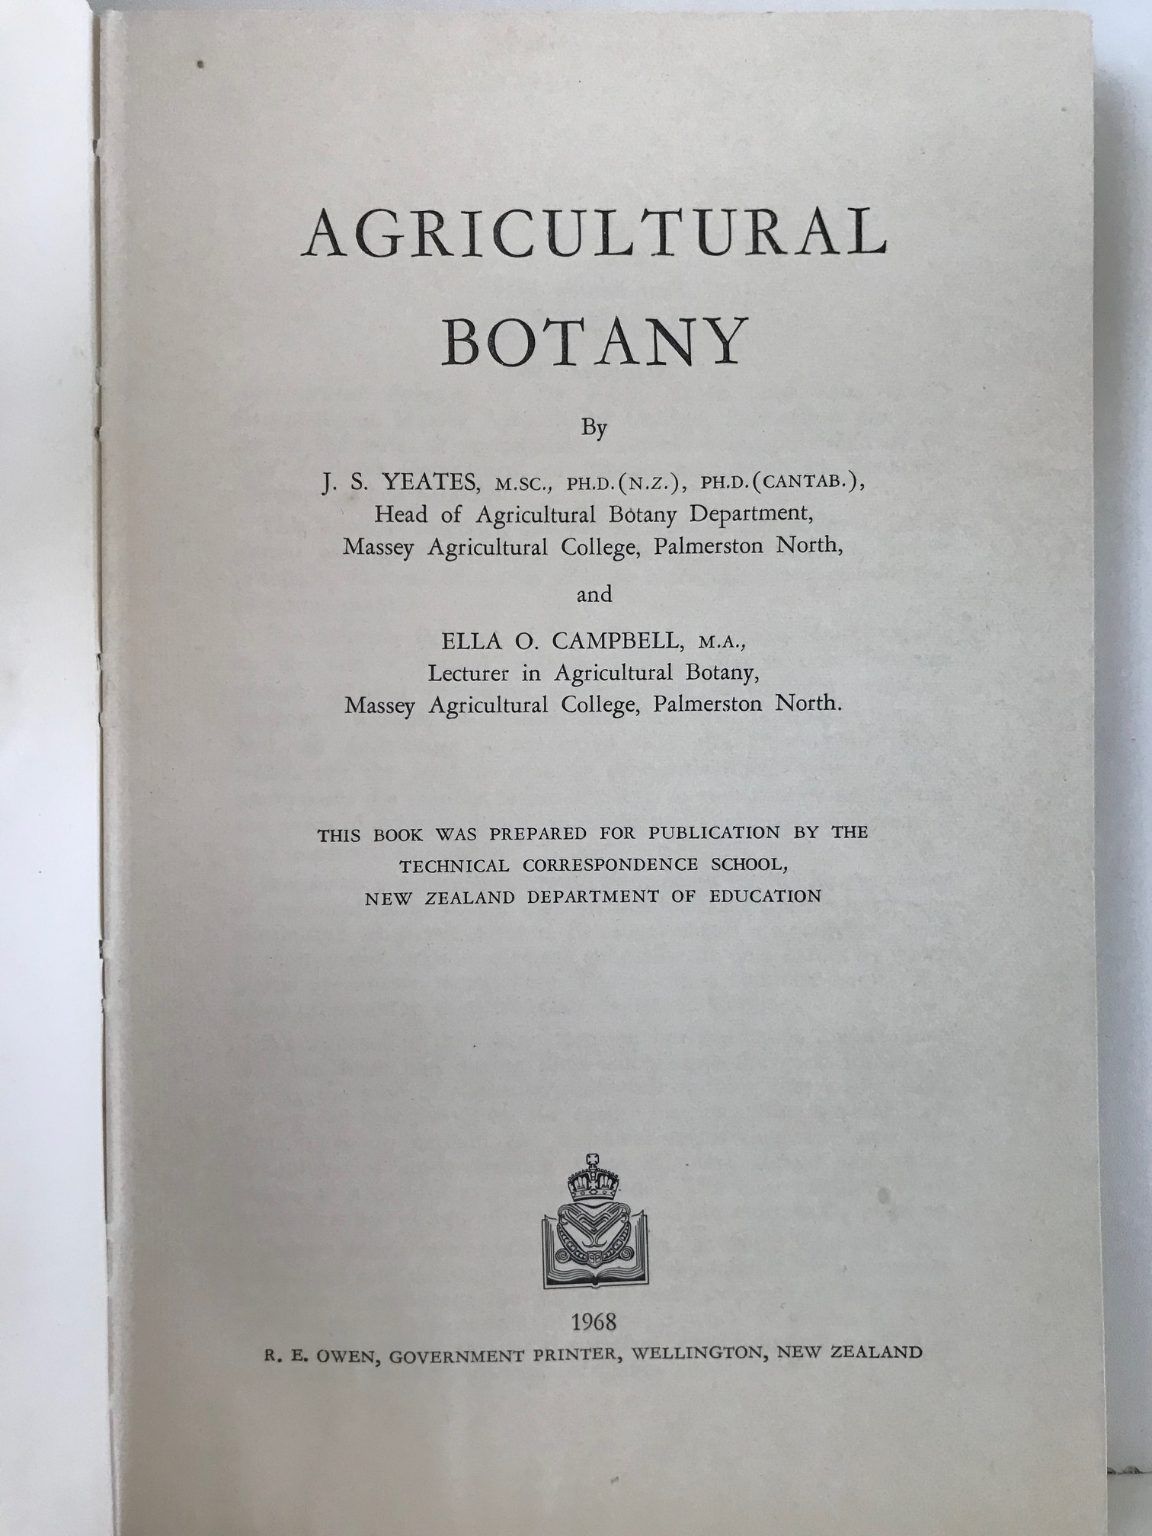 AGRICULTURAL
BOTANY
By
J. S. YEATES, M.SC., PH.D.(N.Z.), PH.D.(CANTAB.),
Head of Agricultural Botany Department,
Massey Agricultural College, Palmerston North,
and
ELLA O. CAMPBELL, M.A.,
Lecturer in Agricultural Botany,
Massey Agricultural College, Palmerston North.
THIS BOOK WAS PREPARED FOR PUBLICATION BY THE
TECHNICAL CORRESPONDENCE SCHOOL,
NEW ZEALAND DEPARTMENT OF EDUCATION
1968
R. E. OWEN, GOVERNMENT PRINTER, WELLINGTON, NEW ZEALAND